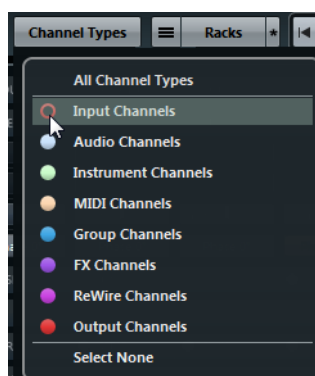 Channel Types Racks *
All Channel Types
Input Channels
Audio Channels
Instrument Channels
MIDI Channels
Group Channels
FX Channels
ReWire Channels
Output Channels
Select None